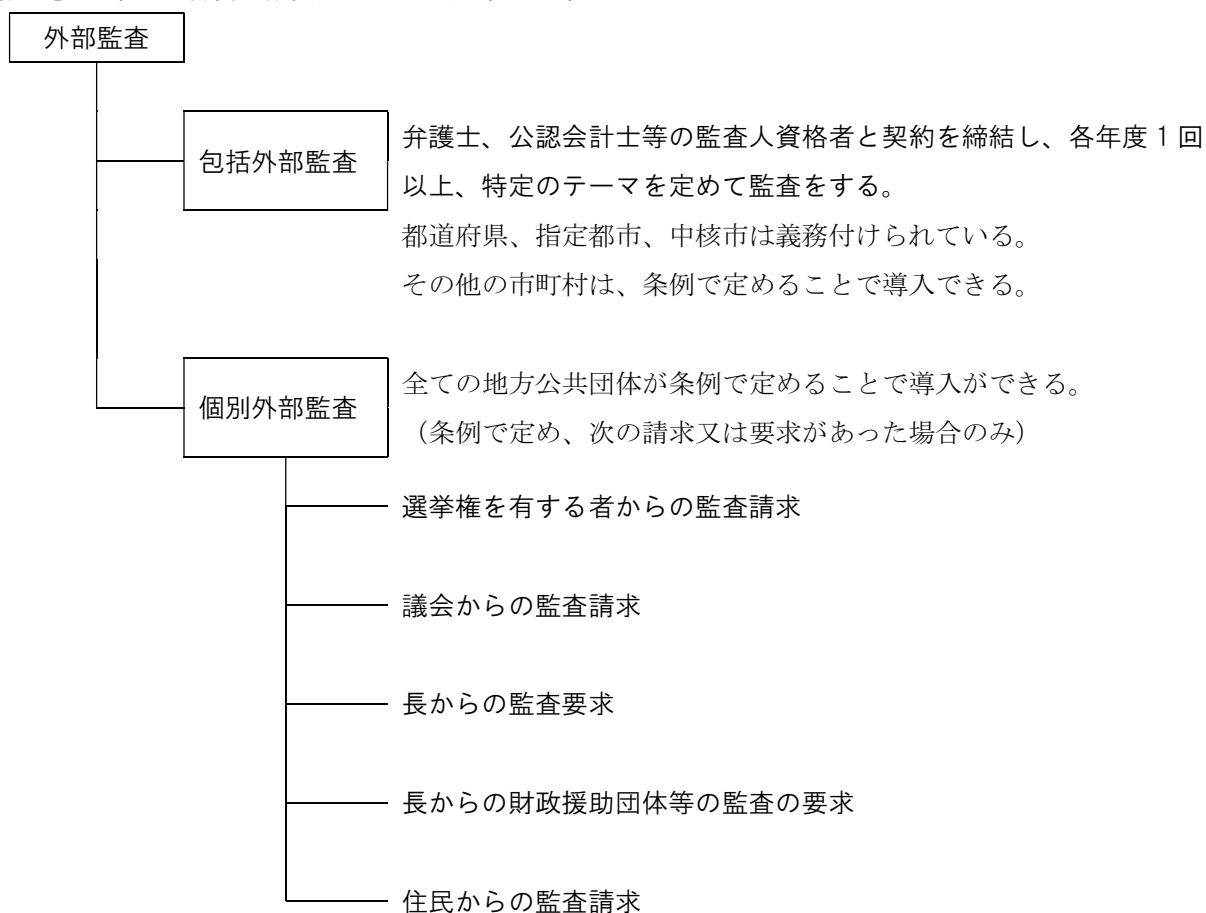 外部監査
包括外部監査
弁護士、公認会計士等の監査人資格者と契約を締結し、各年度1回
以上、特定のテーマを定めて監査をする。
都道府県、指定都市、中核市は義務付けられている。
その他の市町村は、条例で定めることで導入できる。
個別外部監査
全ての地方公共団体が条例で定めることで導入ができる。
（条例で定め、次の請求又は要求があった場合のみ）
選挙権を有する者からの監査請求
議会からの監査請求
長からの監査要求
長からの財政援助団体等の監査の要求
住民からの監査請求